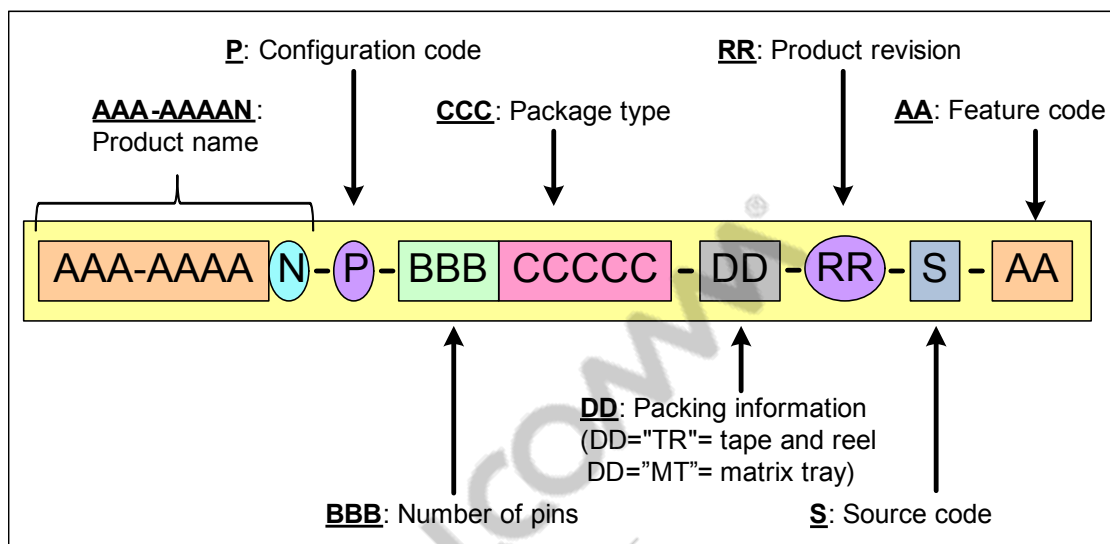 P: Configuration code
RR: Product revision
AAA-AAAAN:
Product name
CCC: Package type
AA: Feature code
AAA-AAAA N - P - BBB CCCCC - DD - RR - S - AA
DD: Packing information
(DD="TR"= tape and reel
DD=”MT”= matrix tray)
BBB: Number of pins
S: Source code